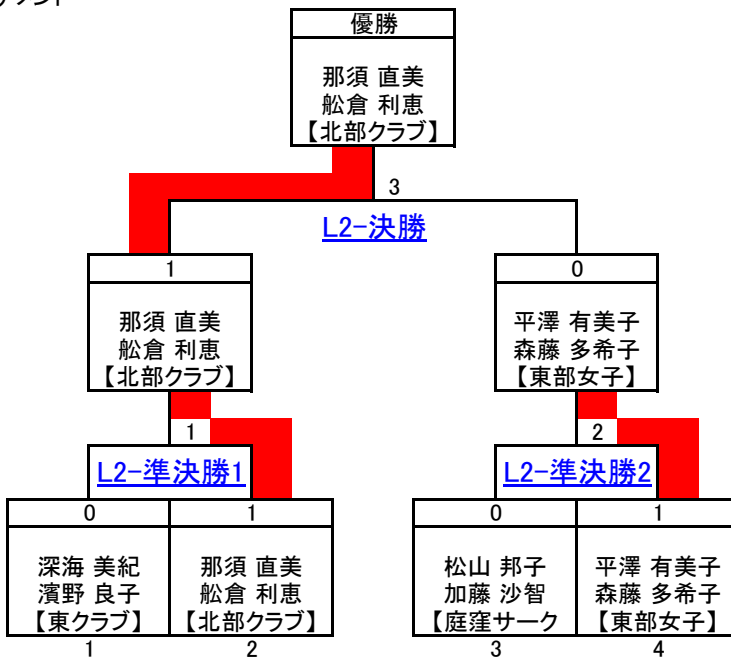 優勝
那須 直美
舩倉 利恵
【北部クラブ】
3
L2-決勝
1
那須 直美
舩倉 利恵
【北部クラブ】
0
平澤 有美子
森藤 多希子
【東部女子】
1
L2-準決勝1
2
L2-準決勝2
0
深海 美紀
濱野 良子
【東クラブ】
1
1
那須 直美
舩倉 利恵
【北部クラブ】
2
0
松山 邦子
加藤 沙智
【庭窪サーク
3
1
平澤 有美子
森藤 多希子
【東部女子】
4